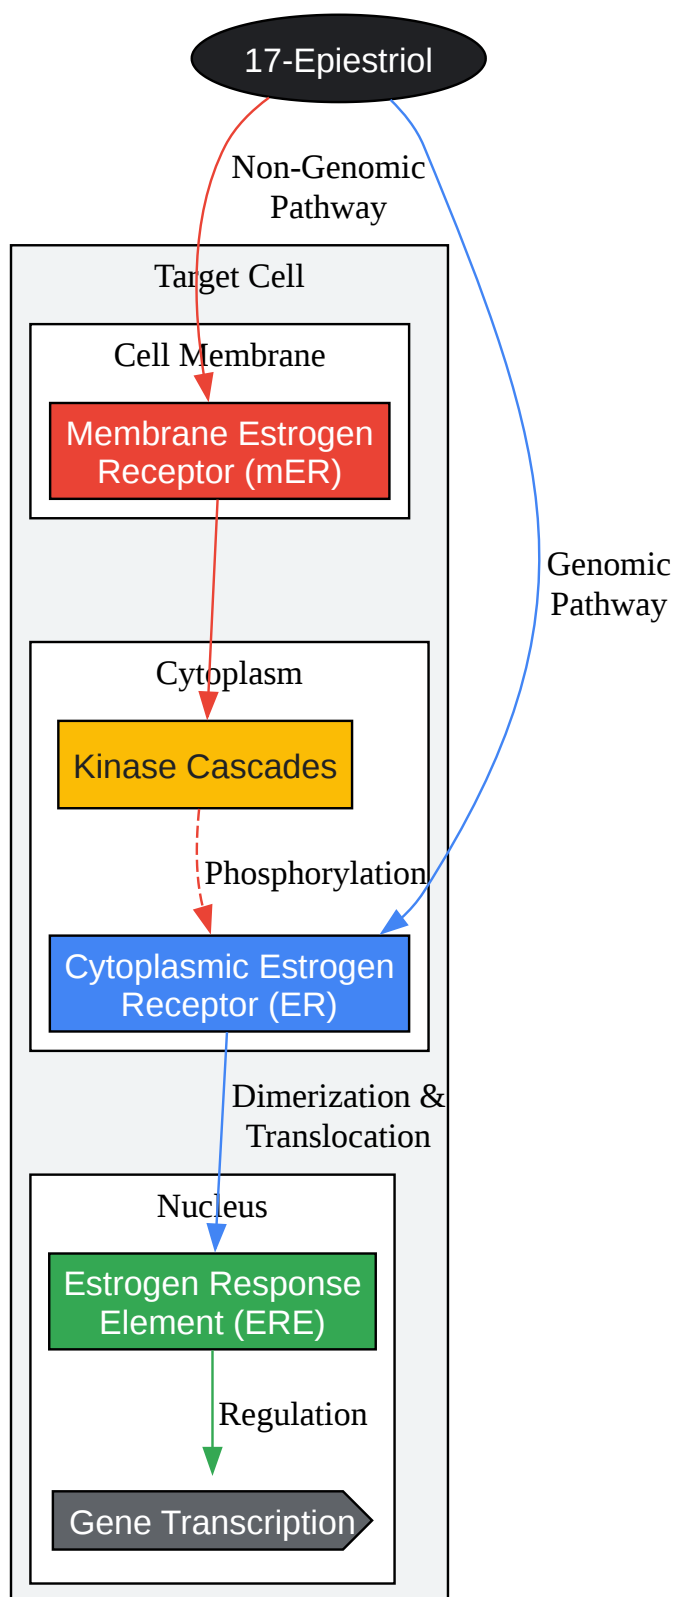 17-Epiestriol
Non-Genomic
Pathway
Target Cell
Cell Membrane
Membrane Estrogen
Receptor (mER)
Genomic
Pathway
Cytoplasm
Kinase Cascades
Phosphorylation
Cytoplasmic Estrogen
Receptor (ER)
Dimerization &
Translocation
Nucleus
Estrogen Response
Element (ERE)
Regulation
Gene Transcription